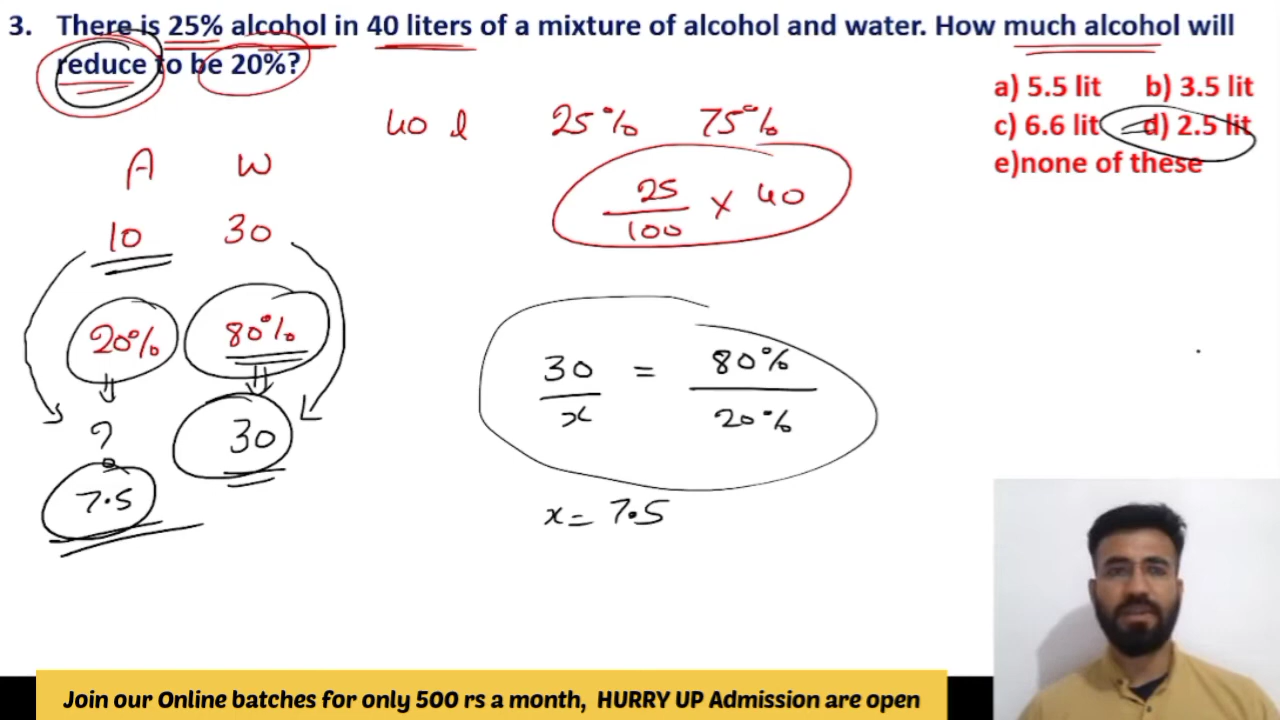 3. There is 25% alcohol in 40 liters of a mixture of alcohol and water. How much alcohol will
reduce to be 20%?
a) 5.5 lit b) 3.5 lit
c) 6.6 lit d) 2.5 lit
e)none of these
40 l 25% 75%
25/100 × 40
A W
10 30
20% 80%
? 30
7.5
30/x = 80%/20%
x = 7.5
Join our Online batches for only 500 rs a month, HURRY UP Admission are open